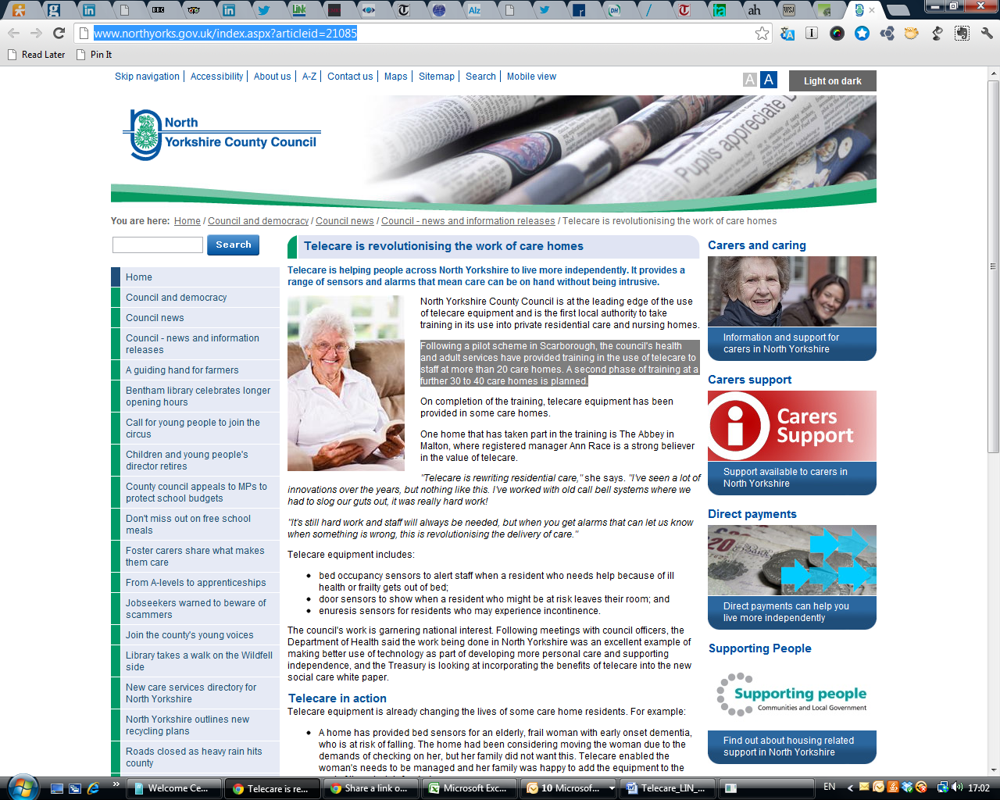 www.northyorks.gov.uk/index.aspx?articleid=21085
Read Later Pin It
Skip navigation Accessibility About us A-Z Contact us Maps Sitemap Search Mobile view A A Light on dark
North
Yorkshire County Council
Pupils appreciate
You are here: Home / Council and democracy / Council news / Council - news and information releases / Telecare is revolutionising the work of care homes
Search
Home
Council and democracy
Council news
Council - news and information
releases
A guiding hand for farmers
Bentham library celebrates longer
opening hours
Call for young people to join the
circus
Children and young people's
director retires
County council appeals to MPs to
protect school budgets
Don't miss out on free school
meals
Foster carers share what makes
them care
From A-levels to apprenticeships
Jobseekers warned to beware of
scammers
Join the county's young voices
Library takes a walk on the Wildfell
side
New care services directory for
North Yorkshire
North Yorkshire outlines new
recycling plans
Roads closed as heavy rain hits
county
Telecare is revolutionising the work of care homes
Telecare is helping people across North Yorkshire to live more independently. It provides a
range of sensors and alarms that mean care can be on hand without being intrusive.
North Yorkshire County Council is at the leading edge of the use
of telecare equipment and is the first local authority to take
training in its use into private residential care and nursing homes.
Following a pilot scheme in Scarborough, the council's health
and adult services have provided training in the use of telecare to
staff at more than 20 care homes. A second phase of training at a
further 30 to 40 care homes is planned.
On completion of the training, telecare equipment has been
provided in some care homes.
One home that has taken part in the training is The Abbey in
Malton, where registered manager Ann Race is a strong believer
in the value of telecare.
"Telecare is rewriting residential care," she says. "I've seen a lot of
innovations over the years, but nothing like this. I've worked with old call bell systems where we
had to slog our guts out, it was really hard work!
"It's still hard work and staff will always be needed, but when you get alarms that can let us know
when something is wrong, this is revolutionising the delivery of care."
Telecare equipment includes:
bed occupancy sensors to alert staff when a resident who needs help because of ill
health or frailty gets out of bed;
door sensors to show when a resident who might be at risk leaves their room; and
enuresis sensors for residents who may experience incontinence.
The council's work is garnering national interest. Following meetings with council officers, the
Department of Health said the work being done in North Yorkshire was an excellent example of
making better use of technology as part of developing more personal care and supporting
independence, and the Treasury is looking at incorporating the benefits of telecare into the new
social care white paper.
Telecare in action
Telecare equipment is already changing the lives of some care home residents. For example:
A home has provided bed sensors for an elderly, frail woman with early onset dementia,
who is at risk of falling. The home had been considering moving the woman due to the
demands of checking on her, but her family did not want this. Telecare enabled the
woman's needs to be managed and her family was happy to add the equipment to the
Carers and caring
Information and support for
carers in North Yorkshire
Carers support
Carers
Support
Support available to carers in
North Yorkshire
Direct payments
Direct payments can help you
live more independently
Supporting People
Supporting people
Communities and Local Government
Find out about housing related
support in North Yorkshire
Welcome Ce... Telecare is re... Share a link o... Microsoft Exc... 10 Microsof... Telecare_LIN_... EN 17:02